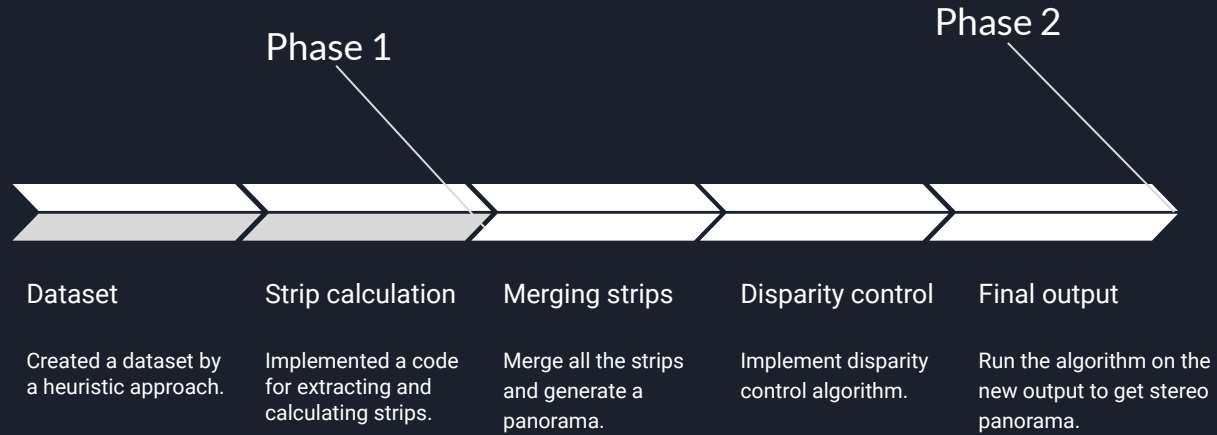 Phase 1
Phase 2
Dataset
Created a dataset by
a heuristic approach.
Strip calculation
Implemented a code
for extracting and
calculating strips.
Merging strips
Merge all the strips
and generate a
panorama.
Disparity control
Implement disparity
control algorithm.
Final output
Run the algorithm on the
new output to get stereo
panorama.